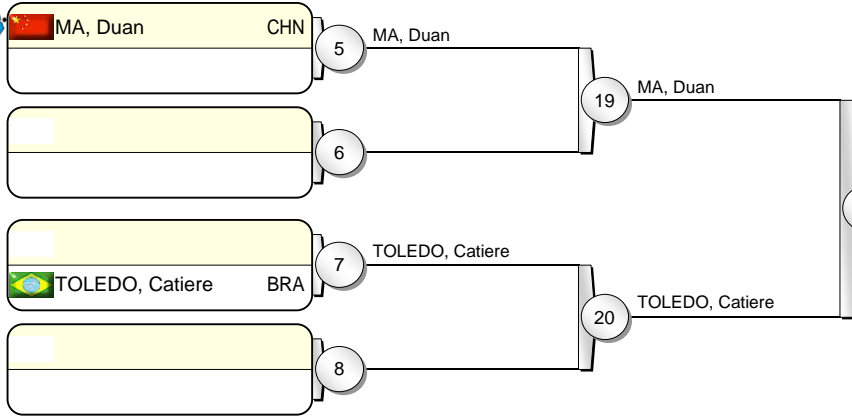 MA, Duan CHN
5
MA, Duan
19
MA, Duan
6
TOLEDO, Catiere BRA
7
TOLEDO, Catiere
20
TOLEDO, Catiere
8